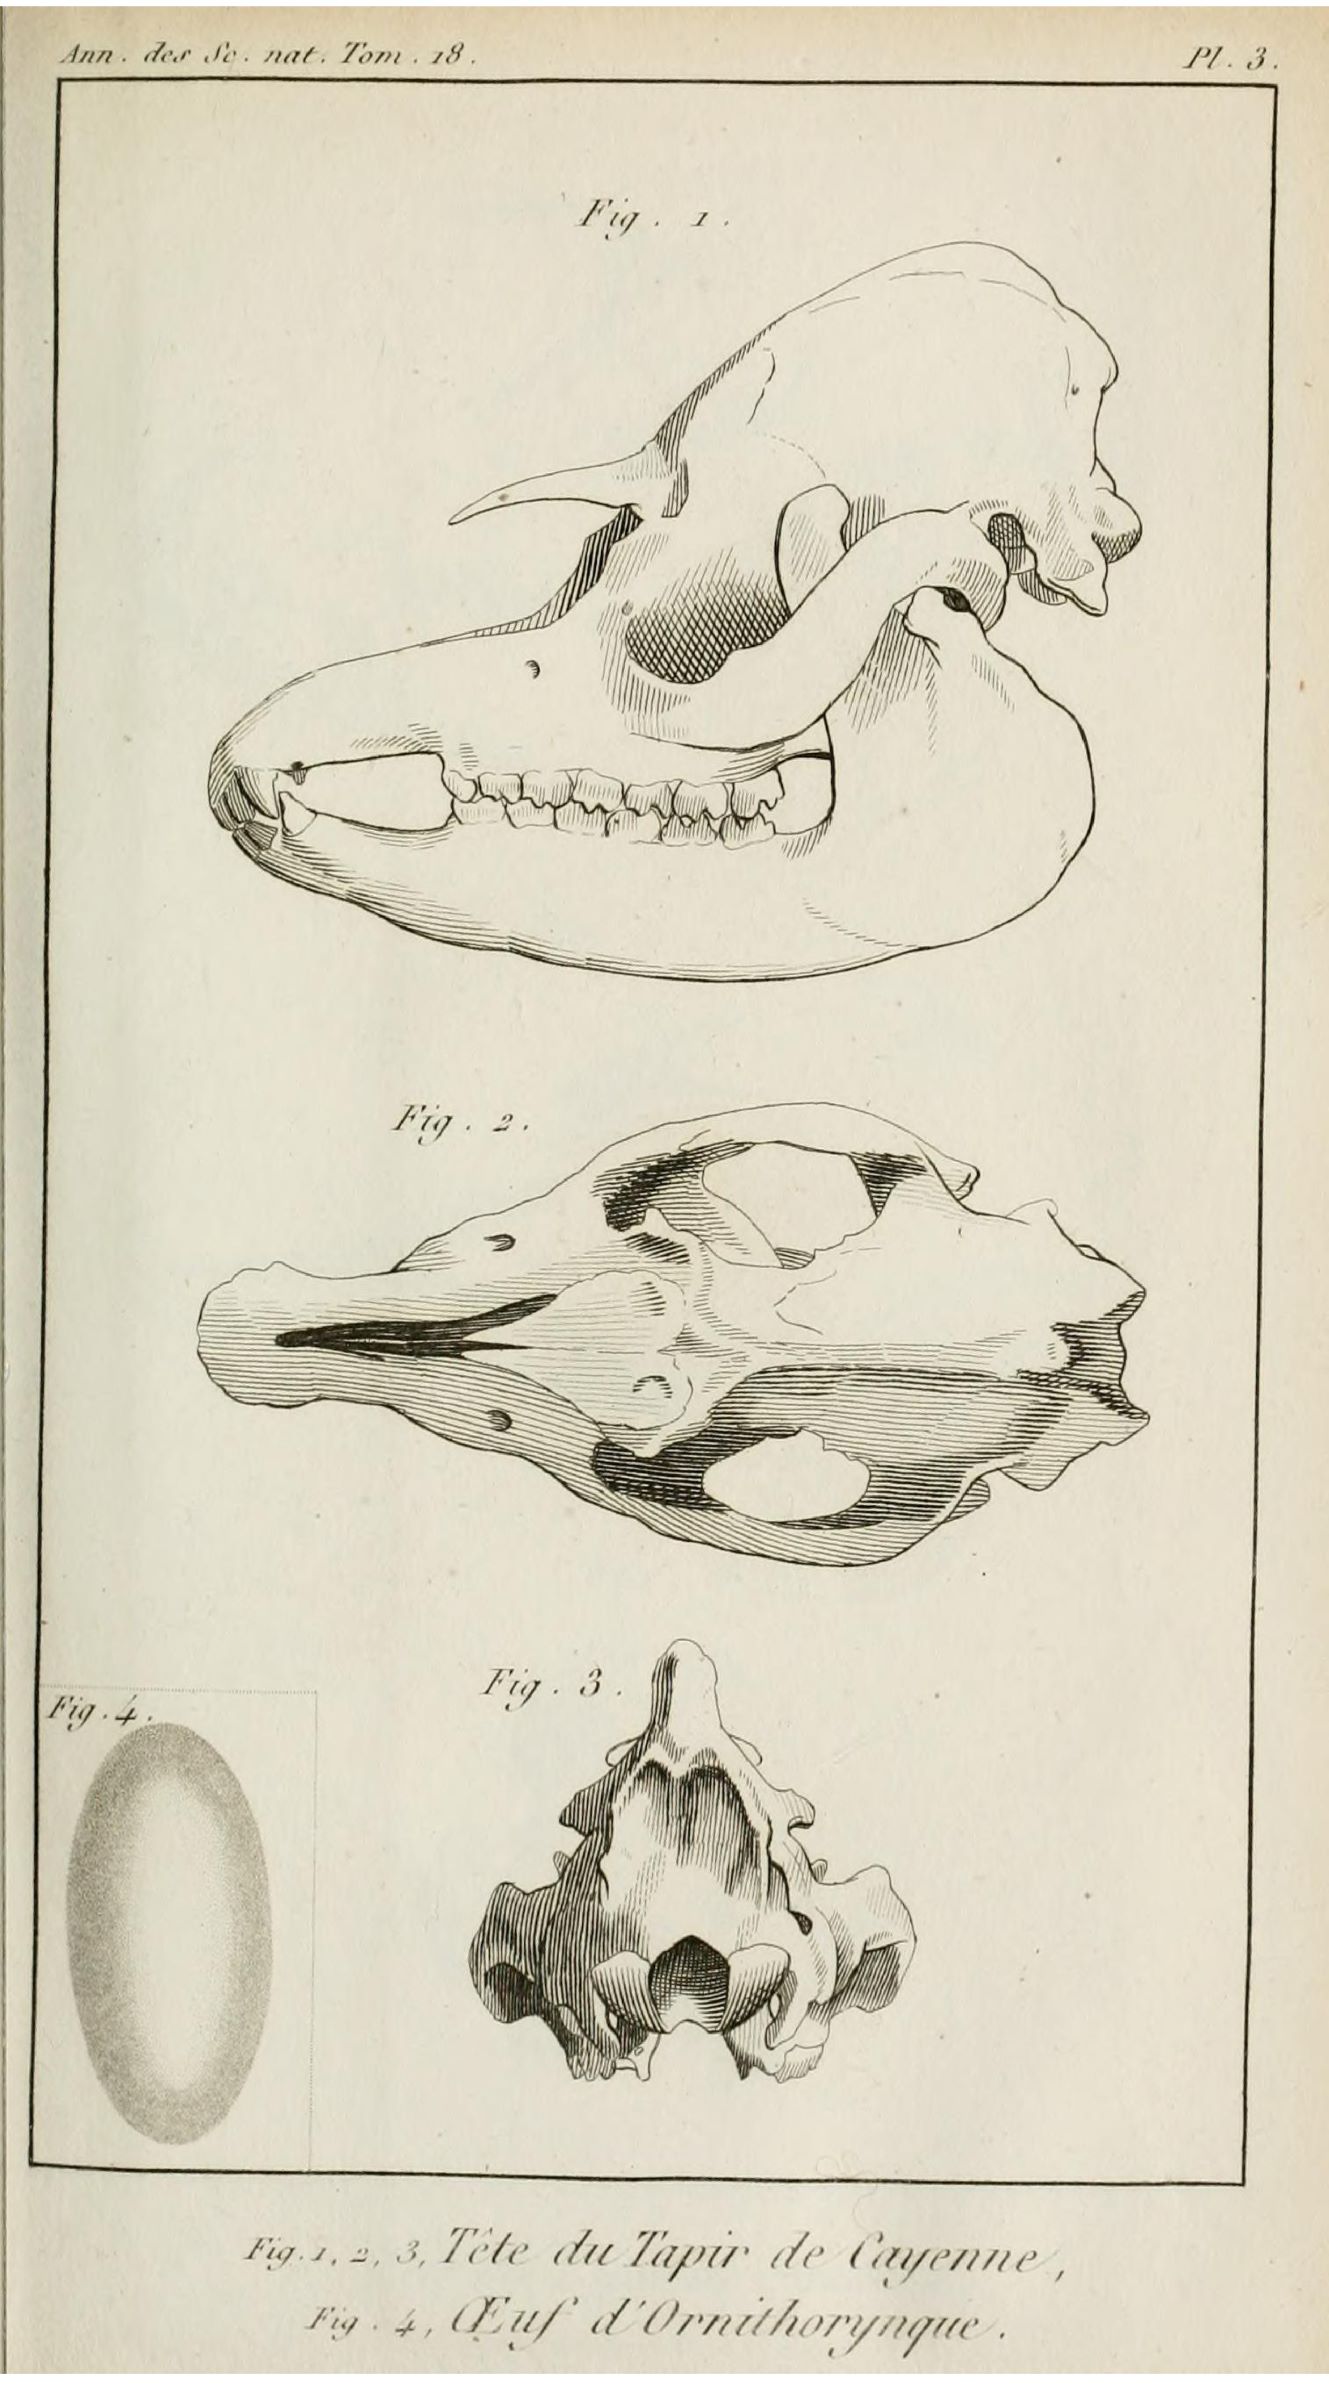 Ann. des Sc. nat. Tom. 18.
Pl. 3.
Fig. 1.
Fig. 2.
Fig. 3.
Fig. 4.
Fig. 1, 2, 3, Tête du Tapir de Cayenne,
Fig. 4, Œuf d'Ornithorynque.